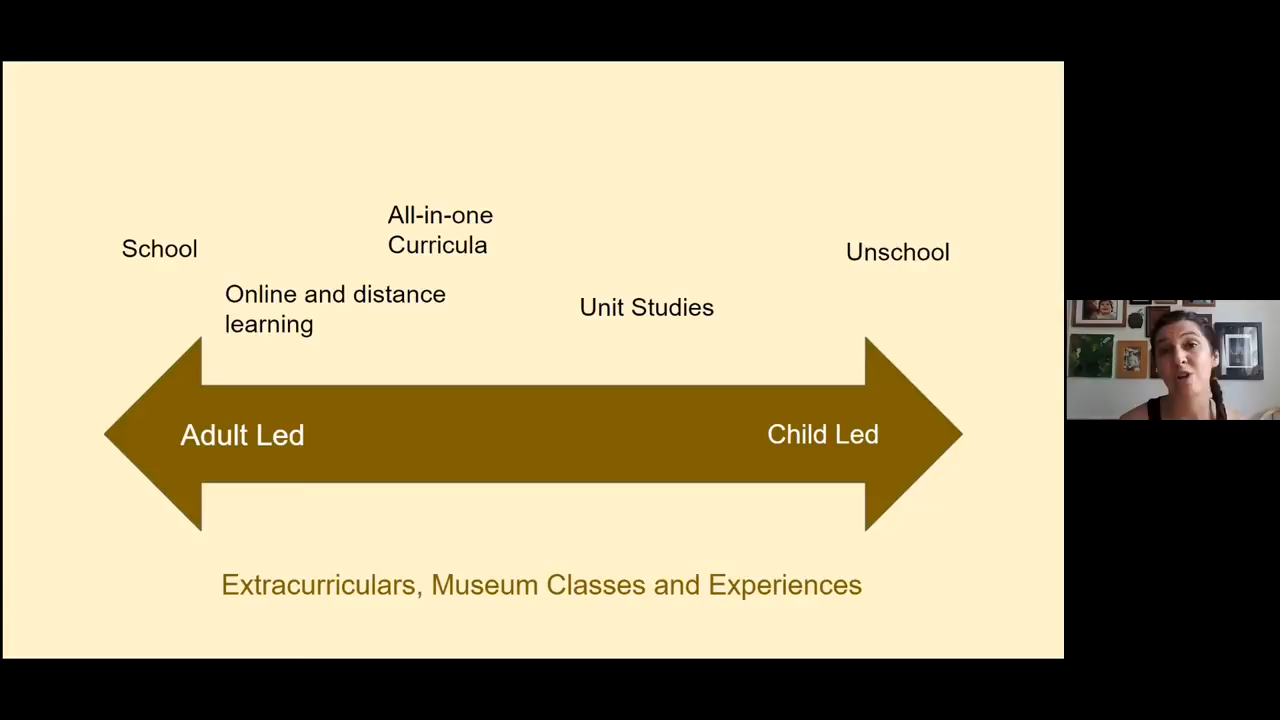 All-in-one
Curricula
School
Unschool
Online and distance
learning
Unit Studies
Adult Led
Child Led
Extracurriculars, Museum Classes and Experiences